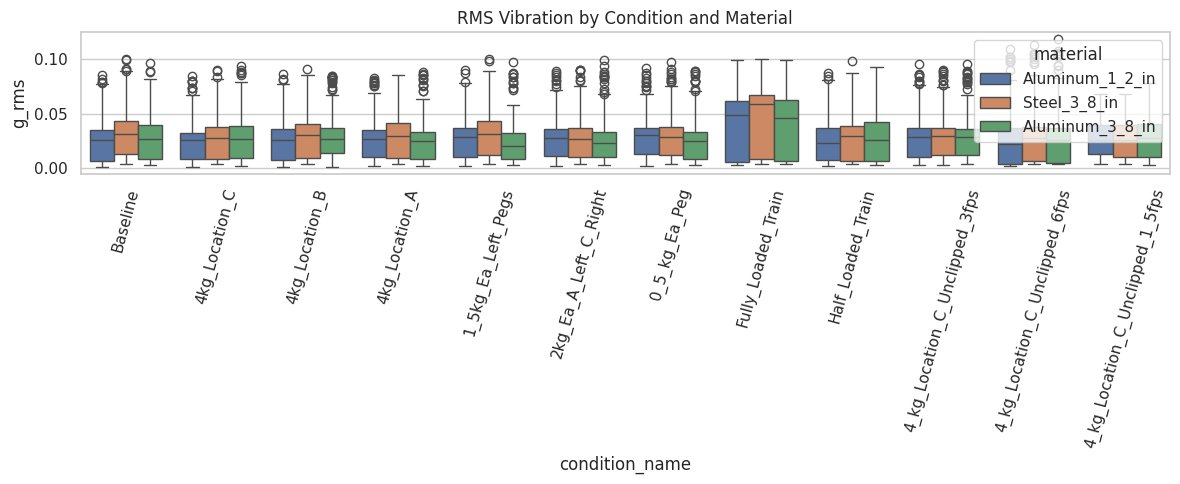 RMS Vibration by Condition and Material
g_rms
0.10
0.05
0.00
material
Aluminum_1_2_in
Steel_3_8_in
Aluminum_3_8_in
Baseline
4kg_Location_C
4kg_Location_B
4kg_Location_A
1_5kg_Ea_Left_Pegs
2kg_Ea_A_Left_C_Right
0_5_kg_Ea_Peg
Fully_Loaded_Train
Half_Loaded_Train
4_kg_Location_C_Unclipped_3fps
4_kg_Location_C_Unclipped_6fps
4_kg_Location_C_Unclipped_1_5fps
condition_name